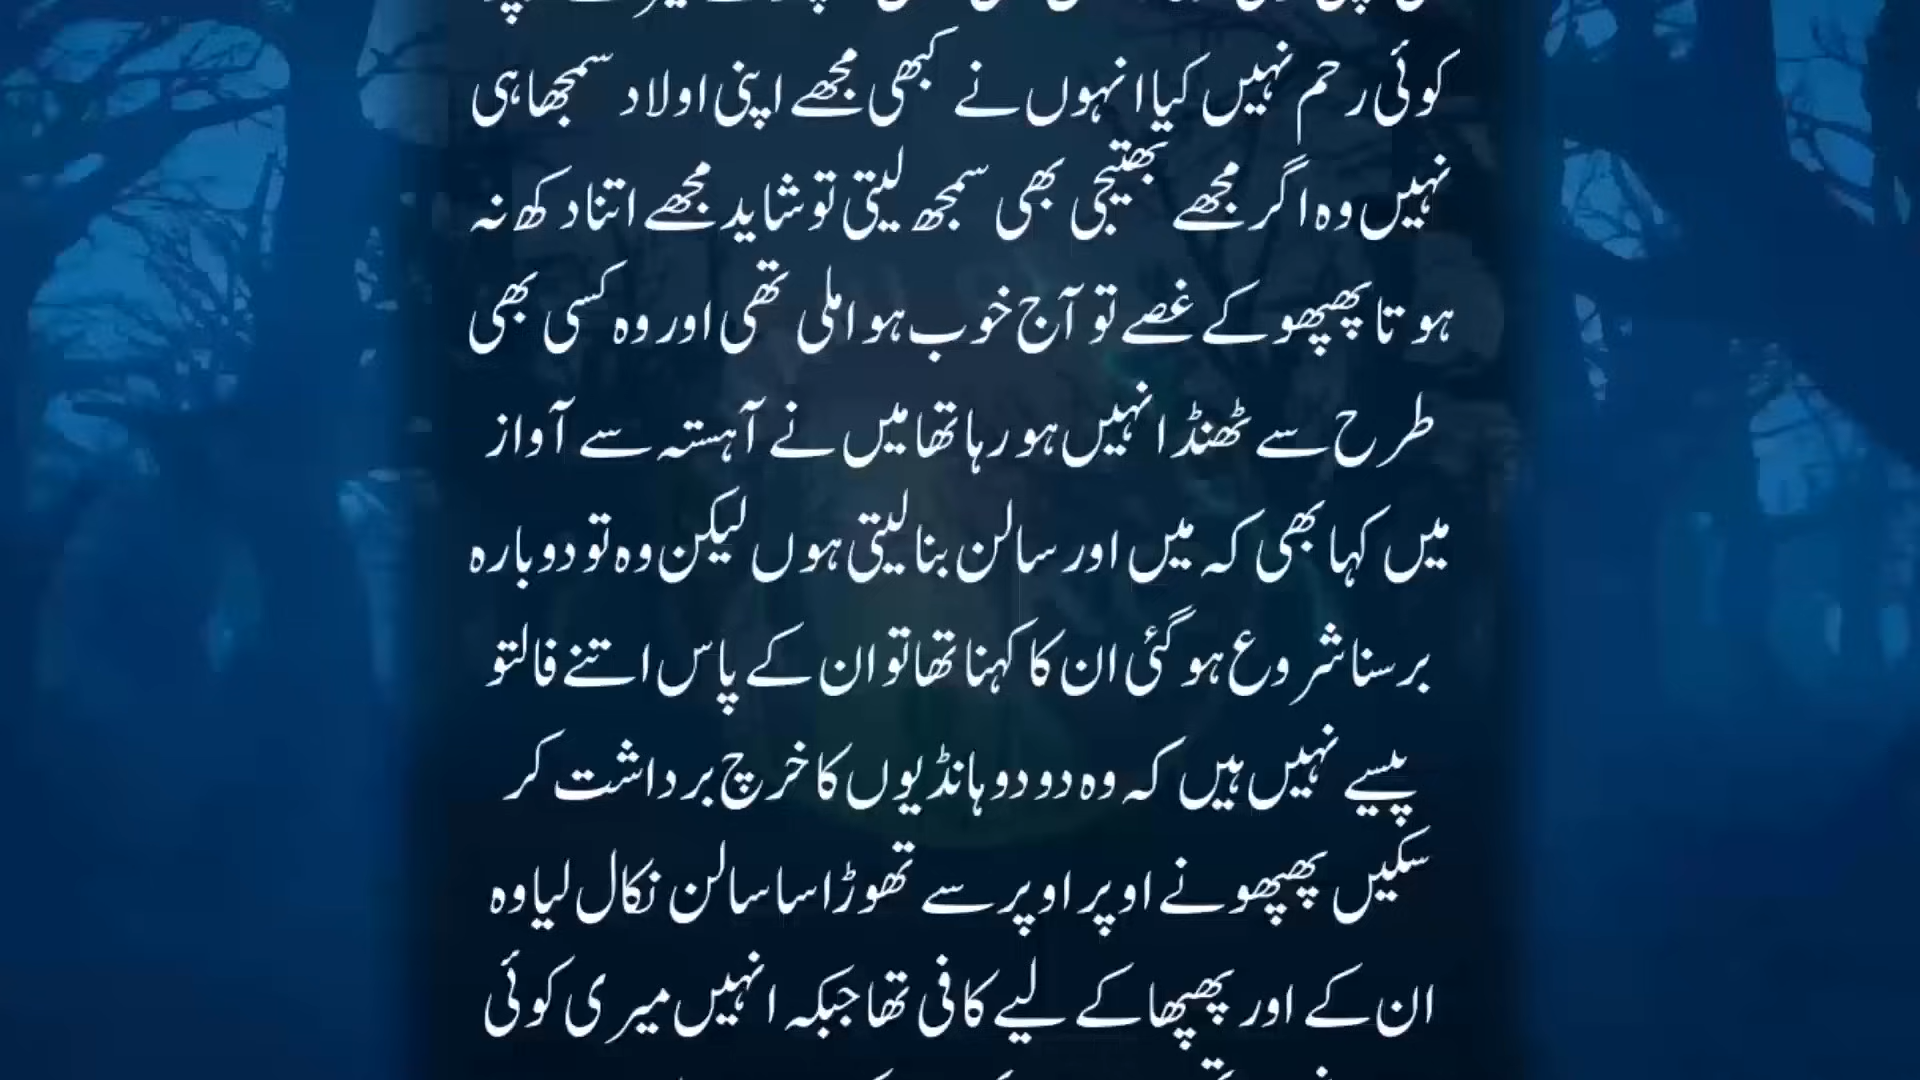 کوئی رحم نہیں کیا انہوں نے کبھی مجھے اپنی اولاد سمجھا ہی
نہیں وہ اگر مجھے بھتیجی بھی سمجھ لیتی تو شاید مجھے اتنا دکھ نہ
ہوتا پھپھو کے غصے تو آج خوب ہوا ملی تھی اور وہ کسی بھی
طرح سے ٹھنڈا نہیں ہو رہا تھا میں نے آہستہ سے آواز
میں کہا بھی کہ میں اور سالن بنا لیتی ہوں لیکن وہ تو دوبارہ
برسنا شروع ہو گئی ان کا کہنا تھا تو ان کے پاس اتنے فالتو
پیسے نہیں ہیں کہ وہ دو دو ہانڈیوں کا خرچ برداشت کر
سکیں پھپھو نے اوپر اوپر سے تھوڑا سا سالن نکال لیا وہ
ان کے اور پھپھا کے لیے کافی تھا جبکہ انہیں میری کوئی